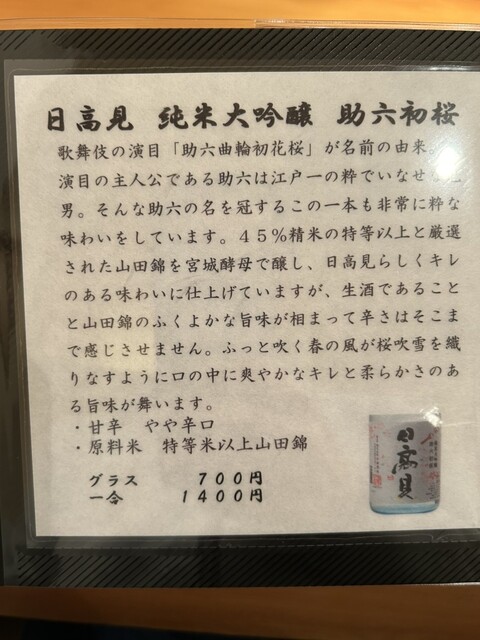 日高見 純米大吟醸 助六初桜
歌舞伎の演目「助六曲輪初花桜」が名前の由来。
演目の主人公である助六は江戸一の粋でいなせな
男。そんな助六の名を冠するこの一本も非常に粋な
味わいをしています。45%精米の特等以上と厳選
された山田錦を宮城酵母で醸し、日高見らしくキレ
のある味わいに仕上げていますが、生酒であること
と山田錦のふくよかな旨味が相まって辛さはそこま
で感じさせません。ふっと吹く春の風が桜吹雪を織
りなすように口の中に爽やかなキレと柔らかさのあ
る旨味が舞います。
・甘辛 やや辛口
・原料米 特等米以上山田錦
グラス 700円
一合 1400円
日高見